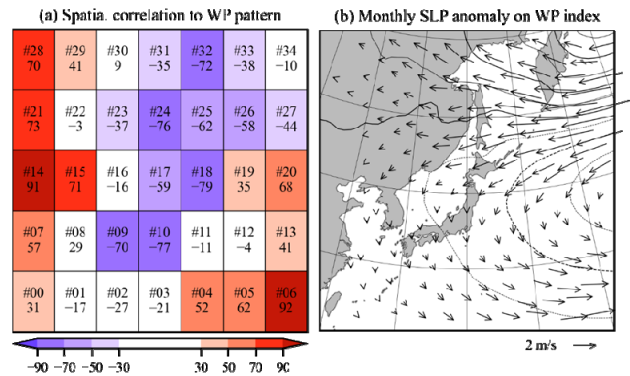 (a) Spatia. correlation to WP pattern
(b) Monthly SLP anomaly on WP index
#28 #29 #30 #31 #32 #33 #34
70 41 9 −35 −72 −38 −10
#21 #22 #23 #24 #25 #26 #27
73 −3 −37 −76 −62 −58 −44
#14 #15 #16 #17 #18 #19 #20
91 71 −16 −59 −79 35 68
#07 #08 #09 #10 #11 #12 #13
57 29 −70 −77 −11 −4 41
#00 #01 #02 #03 #04 #05 #06
31 −17 −27 −21 52 62 92
−90 −70 −50 −30 30 50 70 90
2 m/s